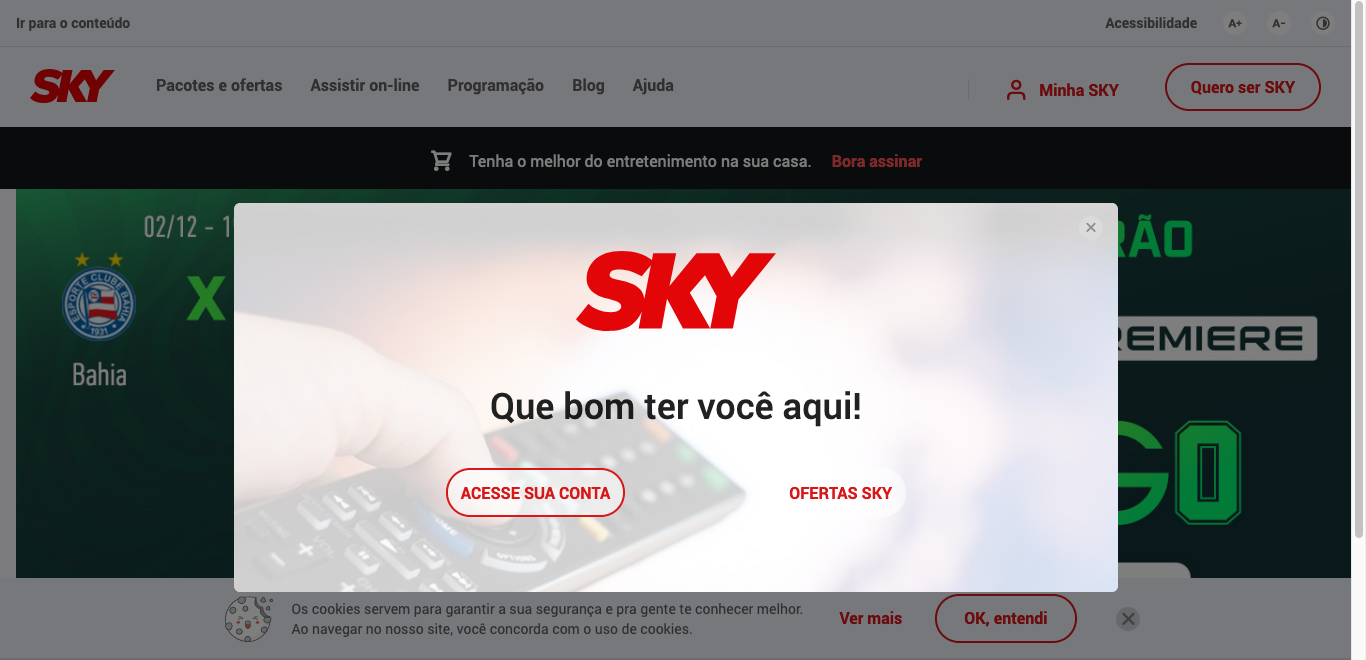 Ir para o conteúdo
Acessibilidade
A+
A-
SKY
Pacotes e ofertas
Assistir on-line
Programação
Blog
Ajuda
Minha SKY
Quero ser SKY
Tenha o melhor do entretenimento na sua casa.
Bora assinar
02/12 - 1
ESPORTE CLUBE BAHIA
1931
X
Bahia
RÃO
REMIERE
GO
SKY
Que bom ter você aqui!
ACESSE SUA CONTA
OFERTAS SKY
Os cookies servem para garantir a sua segurança e pra gente te conhecer melhor.
Ao navegar no nosso site, você concorda com o uso de cookies.
Ver mais
OK, entendi